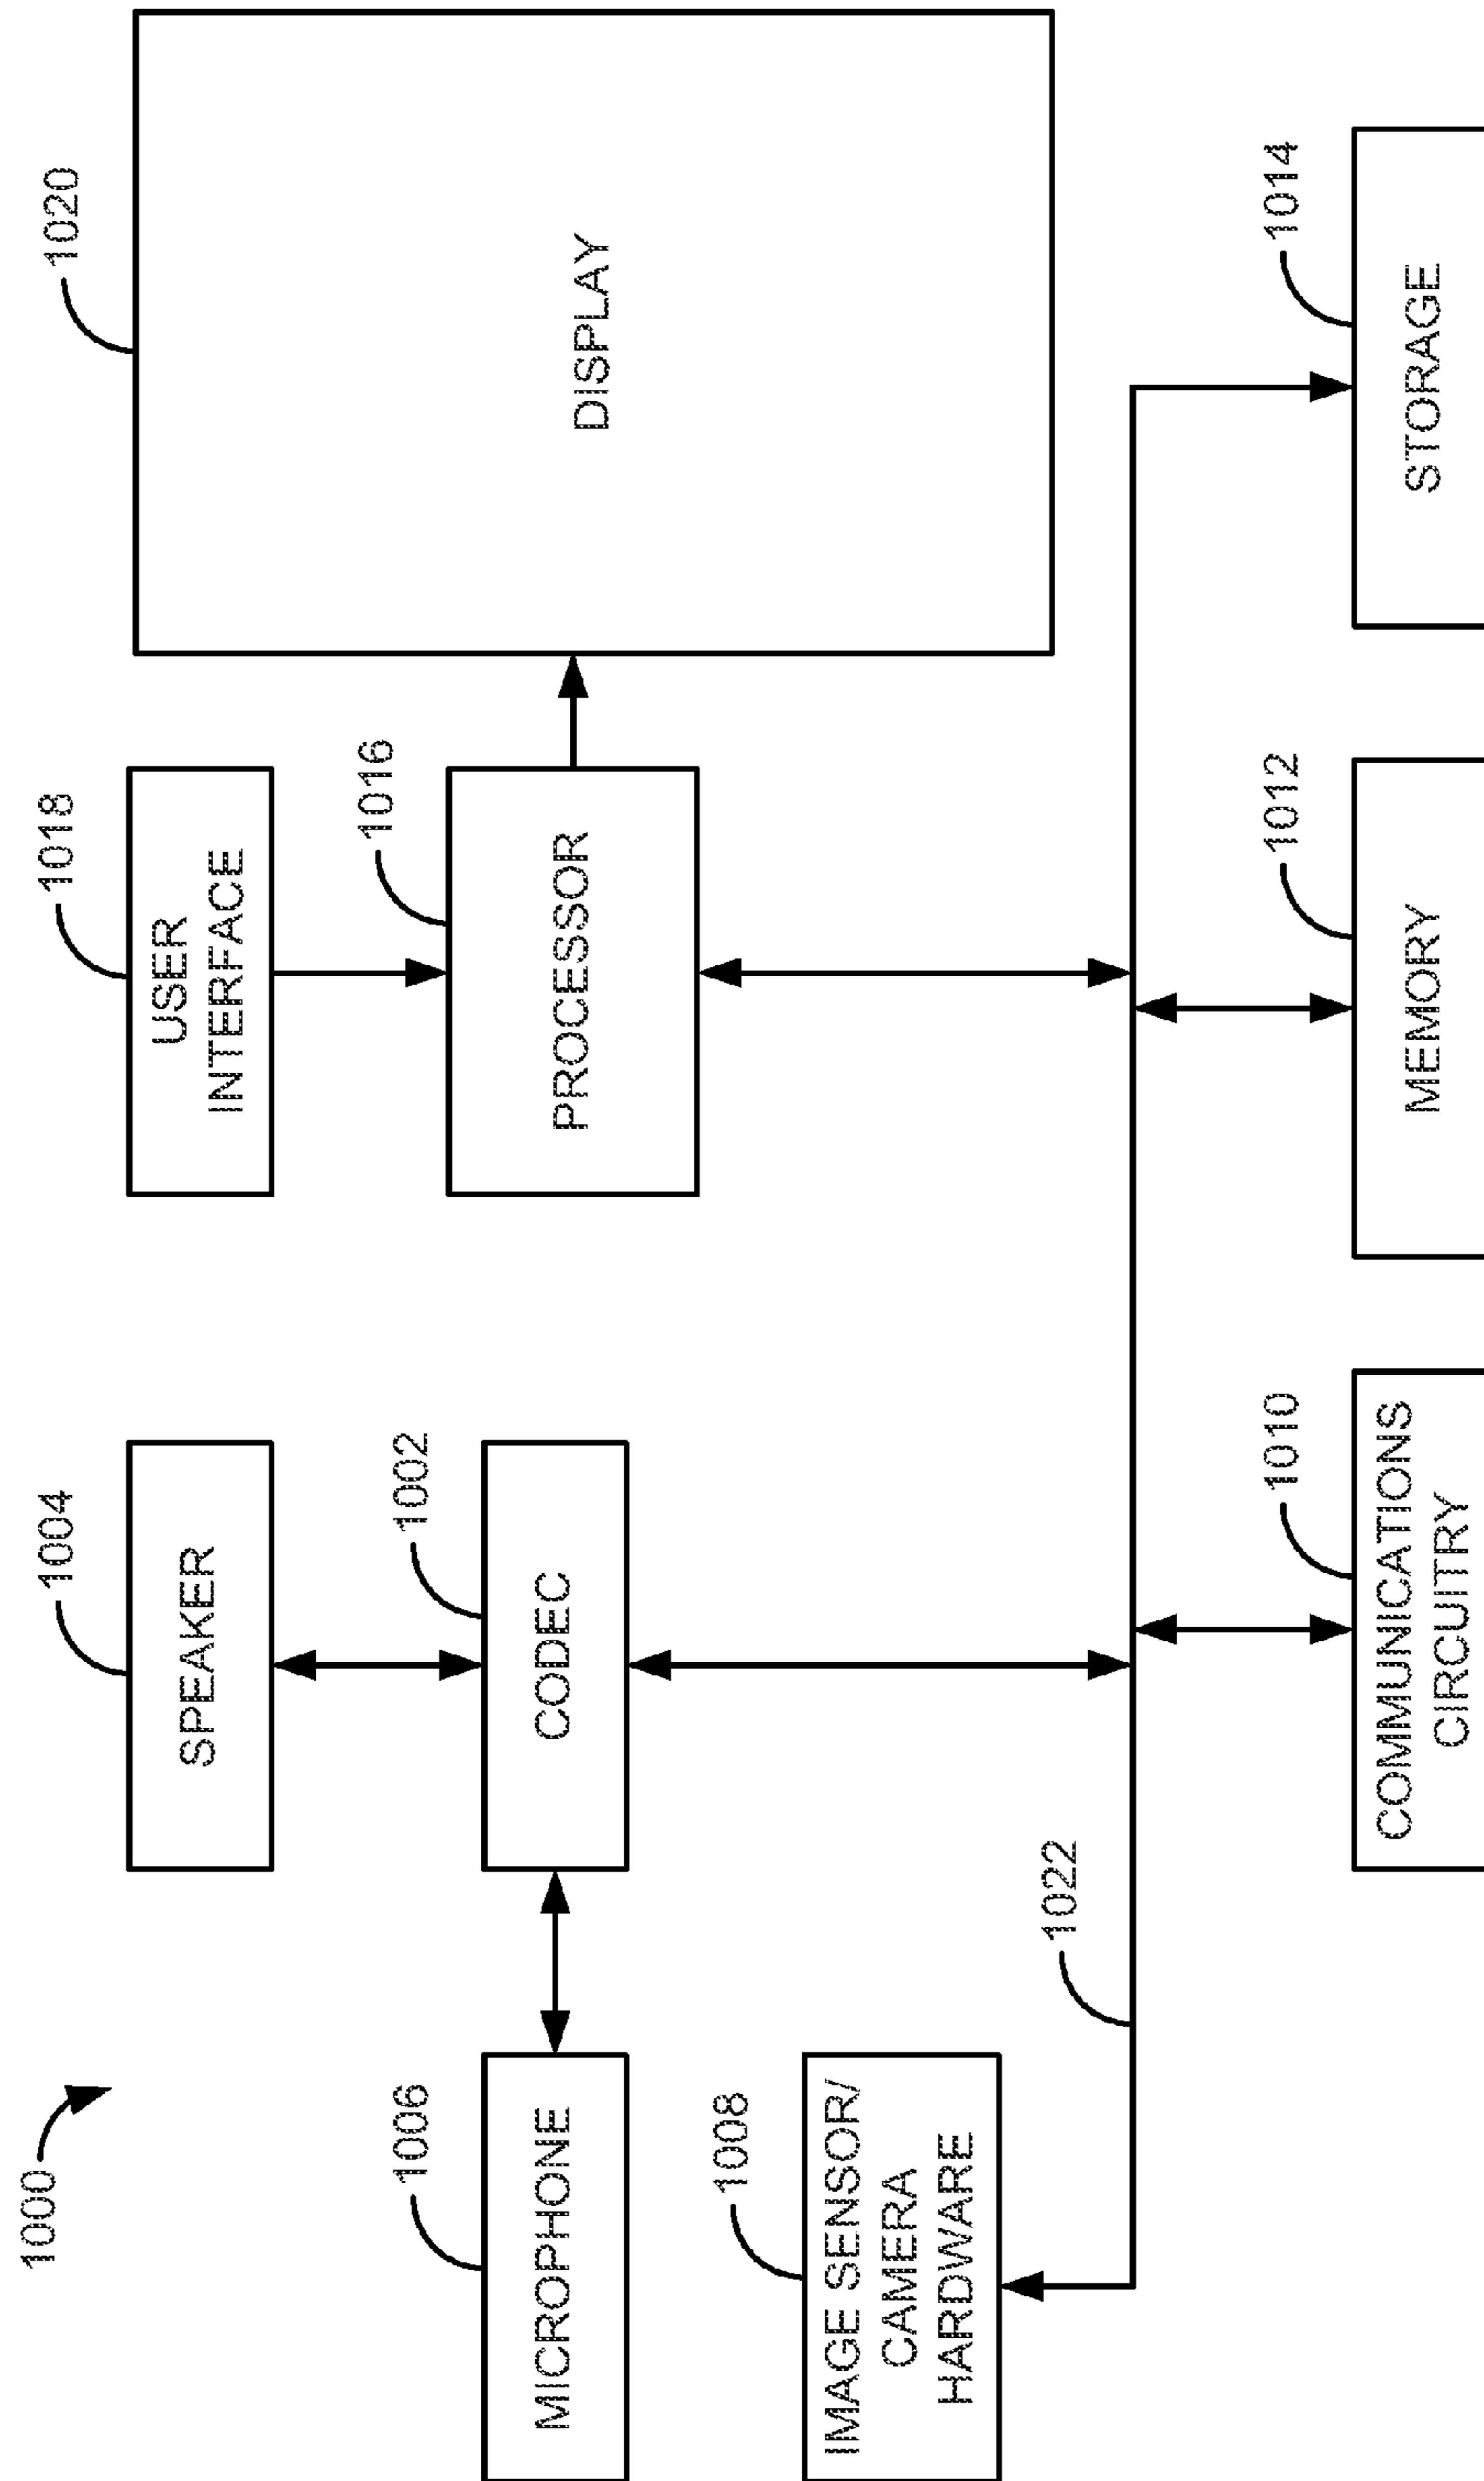 1000
1004
SPEAKER
1018
USER
INTERFACE
1020
DISPLAY
1006
MICROPHONE
1002
CODEC
1016
PROCESSOR
1008
IMAGE SENSOR/
CAMERA
HARDWARE
1022
1010
COMMUNICATIONS
CIRCUITRY
1012
MEMORY
1014
STORAGE